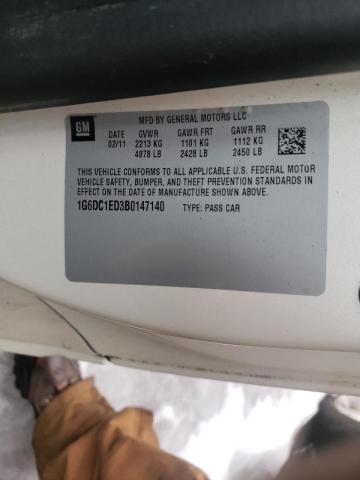 MFD BY GENERAL MOTORS LLC
GM
DATE GVWR GAWR FRT GAWR RR
02/11 2213 KG 1101 KG 1112 KG
4878 LB 2428 LB 2450 LB
THIS VEHICLE CONFORMS TO ALL APPLICABLE U.S. FEDERAL MOTOR
VEHICLE SAFETY, BUMPER, AND THEFT PREVENTION STANDARDS IN
EFFECT ON THE DATE OF MANUFACTURE SHOWN ABOVE.
1G6DC1ED3B0147140 TYPE: PASS CAR